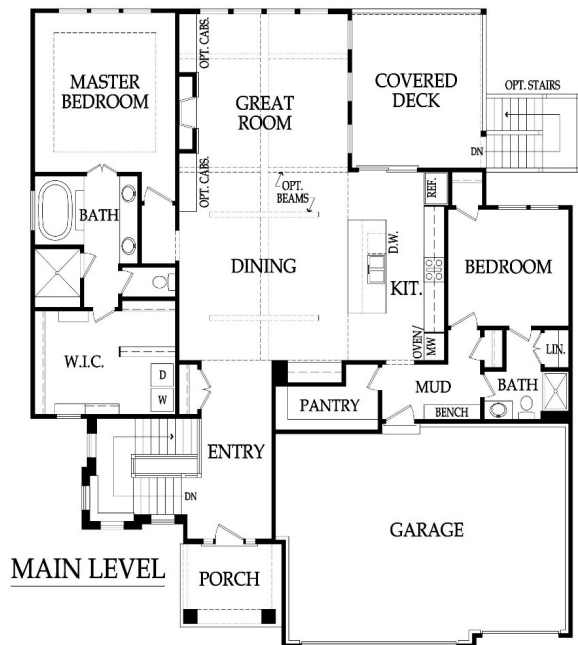 OPT. CABS.
MASTER
BEDROOM
GREAT
ROOM
COVERED
DECK
OPT. STAIRS
DN
OPT. CABS.
OPT.
BEAMS
REF.
BATH
D.W.
DINING
KIT.
BEDROOM
OVEN/
MW
LIN.
W.I.C.
D
W
MUD
BATH
PANTRY
BENCH
ENTRY
DN
GARAGE
MAIN LEVEL
PORCH